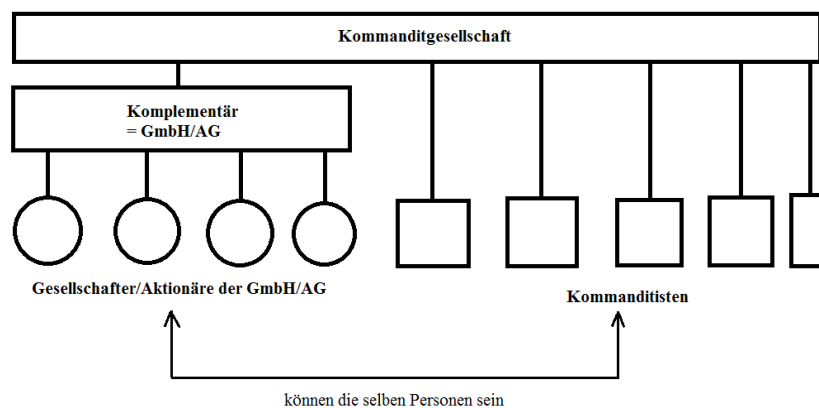 Kommanditgesellschaft
Komplementär
= GmbH/AG
Gesellschafter/Aktionäre der GmbH/AG
Kommanditisten
können die selben Personen sein